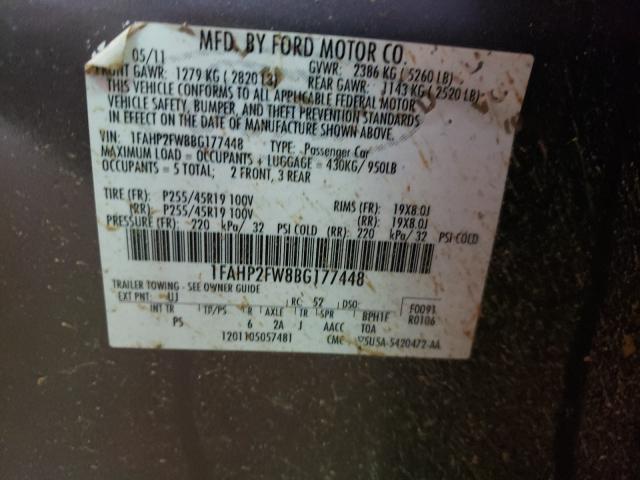 MFD. BY FORD MOTOR CO.
05/11 GVWR: 2386 KG ( 5260 LB)
FRONT GAWR: 1279 KG ( 2820 LB) REAR GAWR: 1143 KG ( 2520 LB)
THIS VEHICLE CONFORMS TO ALL APPLICABLE FEDERAL MOTOR
VEHICLE SAFETY, BUMPER, AND THEFT PREVENTION STANDARDS
IN EFFECT ON THE DATE OF MANUFACTURE SHOWN ABOVE.
VIN: 1FAHP2FW8BG177448 TYPE: Passenger Car
MAXIMUM LOAD = OCCUPANTS + LUGGAGE = 430KG/ 950LB
OCCUPANTS = 5 TOTAL; 2 FRONT, 3 REAR
TIRE (FR): P255/45R19 100V RIMS (FR): 19X8.0J
(RR): P255/45R19 100V (RR): 19X8.0J
PRESSURE (FR): 220 kPa/ 32 PSI COLD (RR): 220 kPa/ 32 PSI COLD
1FAHP2FW8BG177448
TRAILER TOWING - SEE OWNER GUIDE
EXT PNT: UJ RC: 52 DSO: F0091
INT TR TP/PS R AXLE TR SPR BPH1F R0106
PS 6 2A J AACC TOA
1201105057481 CMC